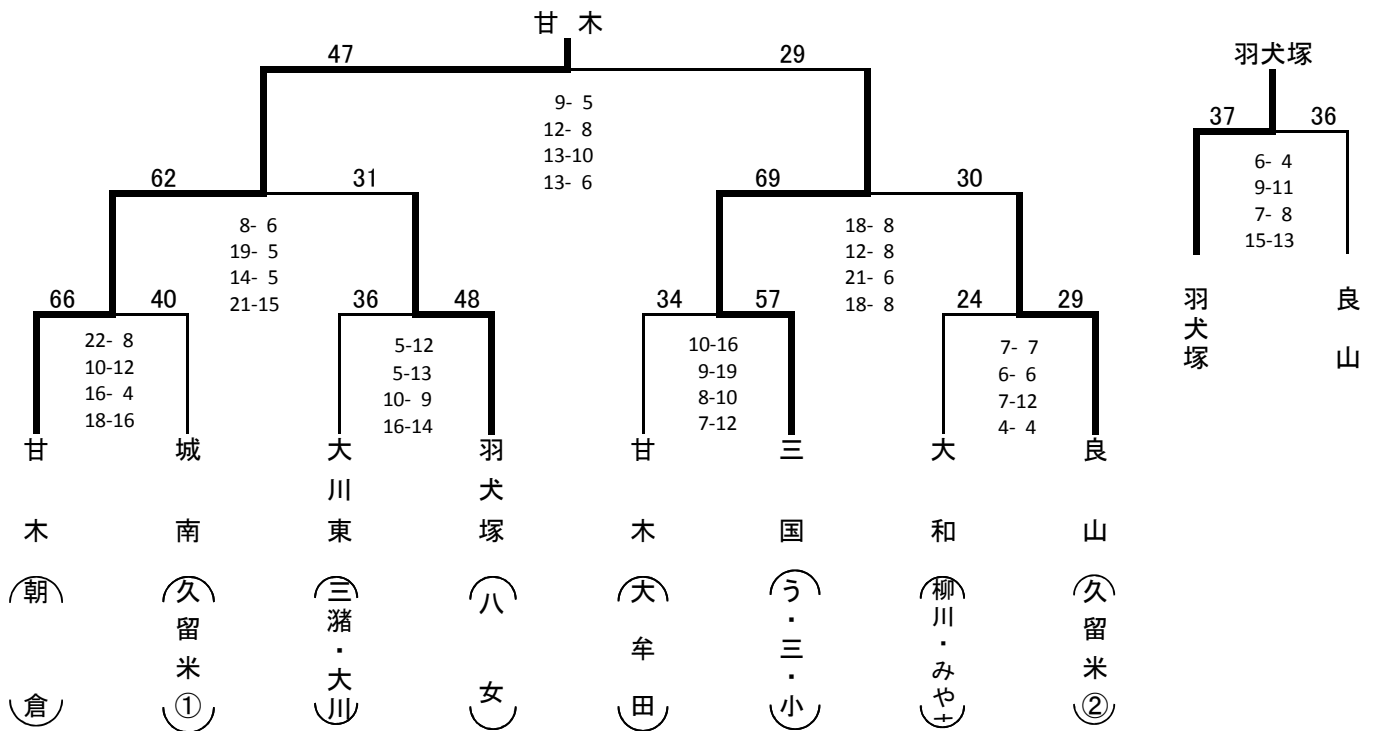 甘木
47 29
9- 5
12- 8
13-10
13- 6
羽犬塚
37 36
6- 4
9-11
7- 8
15-13
羽犬塚
良山
62 31
8- 6
19- 5
14- 5
21-15
69 30
18- 8
12- 8
21- 6
18- 8
66 40
22- 8
10-12
16- 4
18-16
36 48
5-12
5-13
10- 9
16-14
34 57
10-16
9-19
8-10
7-12
24 29
7- 7
6- 6
7-12
4- 4
甘木
(朝倉)
城南
(久留米①)
大川東
(三潴・大川)
羽犬塚
(八女)
甘木
(大牟田)
三国
(う・三・小)
大和
(柳川・みや)
良山
(久留米②)